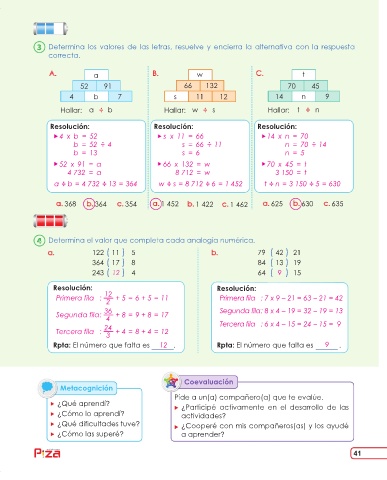 3 Determina los valores de las letras, resuelve y encierra la alternativa con la respuesta
correcta.
A. a
52 91
4 b 7
Hallar: a ÷ b
B. w
66 132
s 11 12
Hallar: w ÷ s
C. t
70 45
14 n 9
Hallar: t ÷ n
Resolución:
4 x b = 52
b = 52 ÷ 4
b = 13
52 x 91 = a
4 732 = a
a ÷ b = 4 732 ÷ 13 = 364
Resolución:
s x 11 = 66
s = 66 ÷ 11
s = 6
66 x 132 = w
8 712 = w
w ÷ s = 8 712 ÷ 6 = 1 452
Resolución:
14 x n = 70
n = 70 ÷ 14
n = 5
70 x 45 = t
3 150 = t
t ÷ n = 3 150 ÷ 5 = 630
a. 368 b. 364 c. 354
a. 1 452 b. 1 422 c. 1 462
a. 625 b. 630 c. 635
4 Determina el valor que completa cada analogía numérica.
a. 122 ( 11 ) 5
364 ( 17 ) 8
243 ( 12 ) 4
b. 79 ( 42 ) 21
84 ( 13 ) 19
64 ( 9 ) 15
Resolución:
Primera fila : 12/2 + 5 = 6 + 5 = 11
Segunda fila: 36/4 + 8 = 9 + 8 = 17
Tercera fila : 24/3 + 4 = 8 + 4 = 12
Rpta: El número que falta es 12 .
Resolución:
Primera fila : 7 x 9 – 21 = 63 – 21 = 42
Segunda fila: 8 x 4 – 19 = 32 – 19 = 13
Tercera fila : 6 x 4 – 15 = 24 – 15 = 9
Rpta: El número que falta es 9 .
Metacognición
¿Qué aprendí?
¿Cómo lo aprendí?
¿Qué dificultades tuve?
¿Cómo las superé?
Coevaluación
Pide a un(a) compañero(a) que te evalúe.
¿Participé activamente en el desarrollo de las
actividades?
¿Cooperé con mis compañeros(as) y los ayudé
a aprender?
41